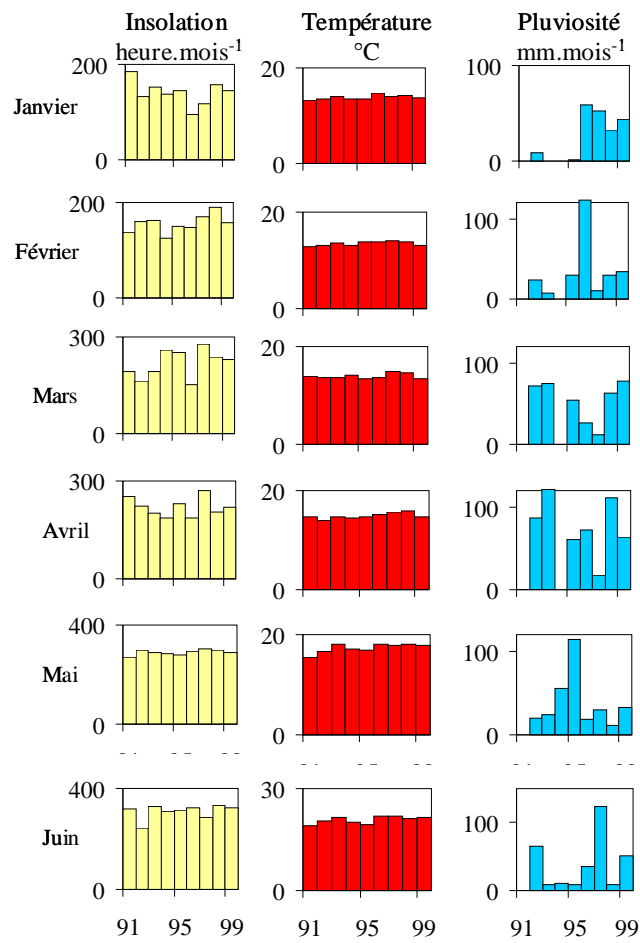 Insolation Température Pluviosité
heure.mois⁻¹ °C mm.mois⁻¹
200 20 100
Janvier
0 0 0
200 20
100
Février
0 0 0
300 20
100
Mars
0 0 0
300 20
100
Avril
0 0 0
400 20
100
Mai
0 0 0
400 30
100
Juin
0 0 0
91 95 99 91 95 99 91 95 99